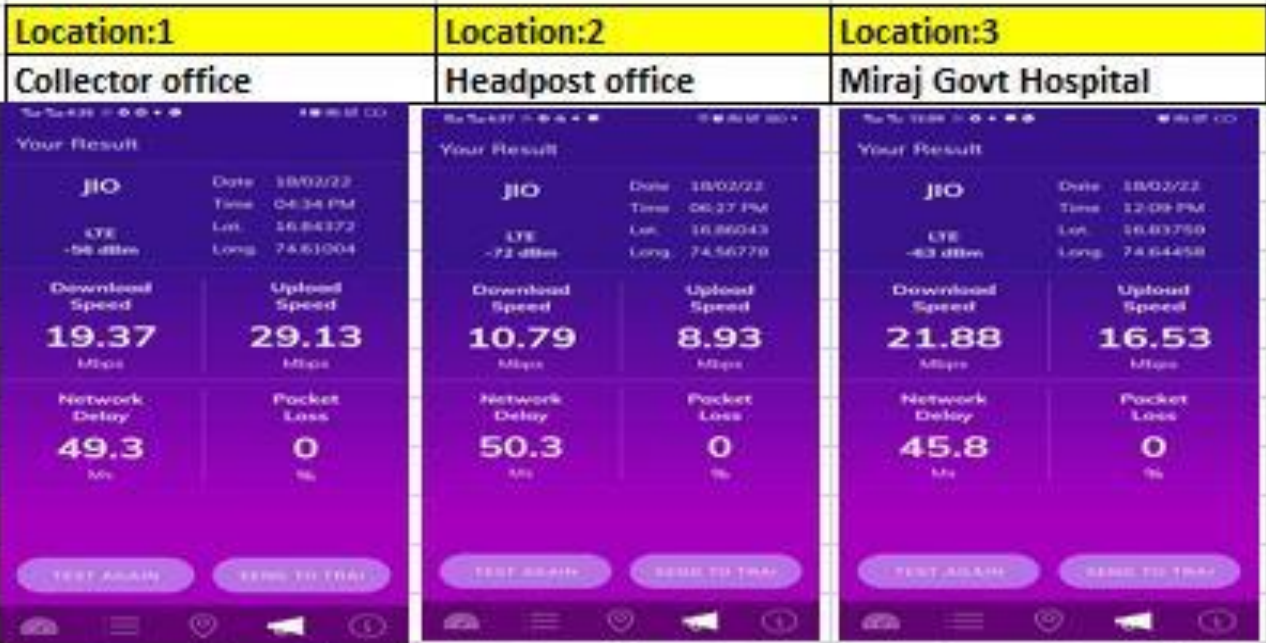 Location:1
Location:2
Location:3
Collector office
Headpost office
Miraj Govt Hospital
Your Result
JIO
Date 18/02/22
Time 04:34 PM
LTE
Lat. 16.84372
-56 dBm
Long. 74.61004
Download Speed
Upload Speed
19.37
29.13
Mbps
Network Delay
Packet Loss
49.3
0
Ms
%
TEST AGAIN
SEND TO TRAI
Your Result
JIO
Date 18/02/22
Time 06:27 PM
LTE
Lat. 16.86043
-72 dBm
Long. 74.56778
Download Speed
Upload Speed
10.79
8.93
Mbps
Mbps
Network Delay
Packet Loss
50.3
0
Ms
%
TEST AGAIN
SEND TO TRAI
Your Result
JIO
Date 18/02/22
Time 12:09 PM
LTE
Lat. 16.83759
-63 dBm
Long. 74.64458
Download Speed
Upload Speed
21.88
16.53
Mbps
Mbps
Network Delay
Packet Loss
45.8
0
Ms
%
TEST AGAIN
SEND TO TRAI